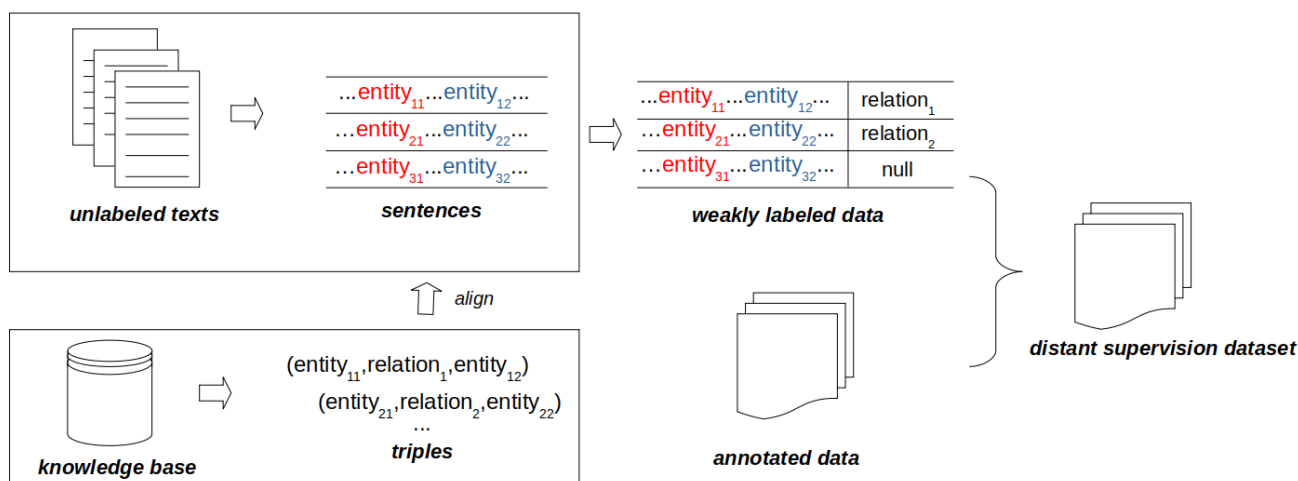 ...entity11...entity12...
...entity21...entity22...
...entity31...entity32...
unlabeled texts
sentences
...entity11...entity12... relation1
...entity21...entity22... relation2
...entity31...entity32... null
weakly labeled data
align
(entity11,relation1,entity12)
(entity21,relation2,entity22)
...
triples
knowledge base
annotated data
distant supervision dataset